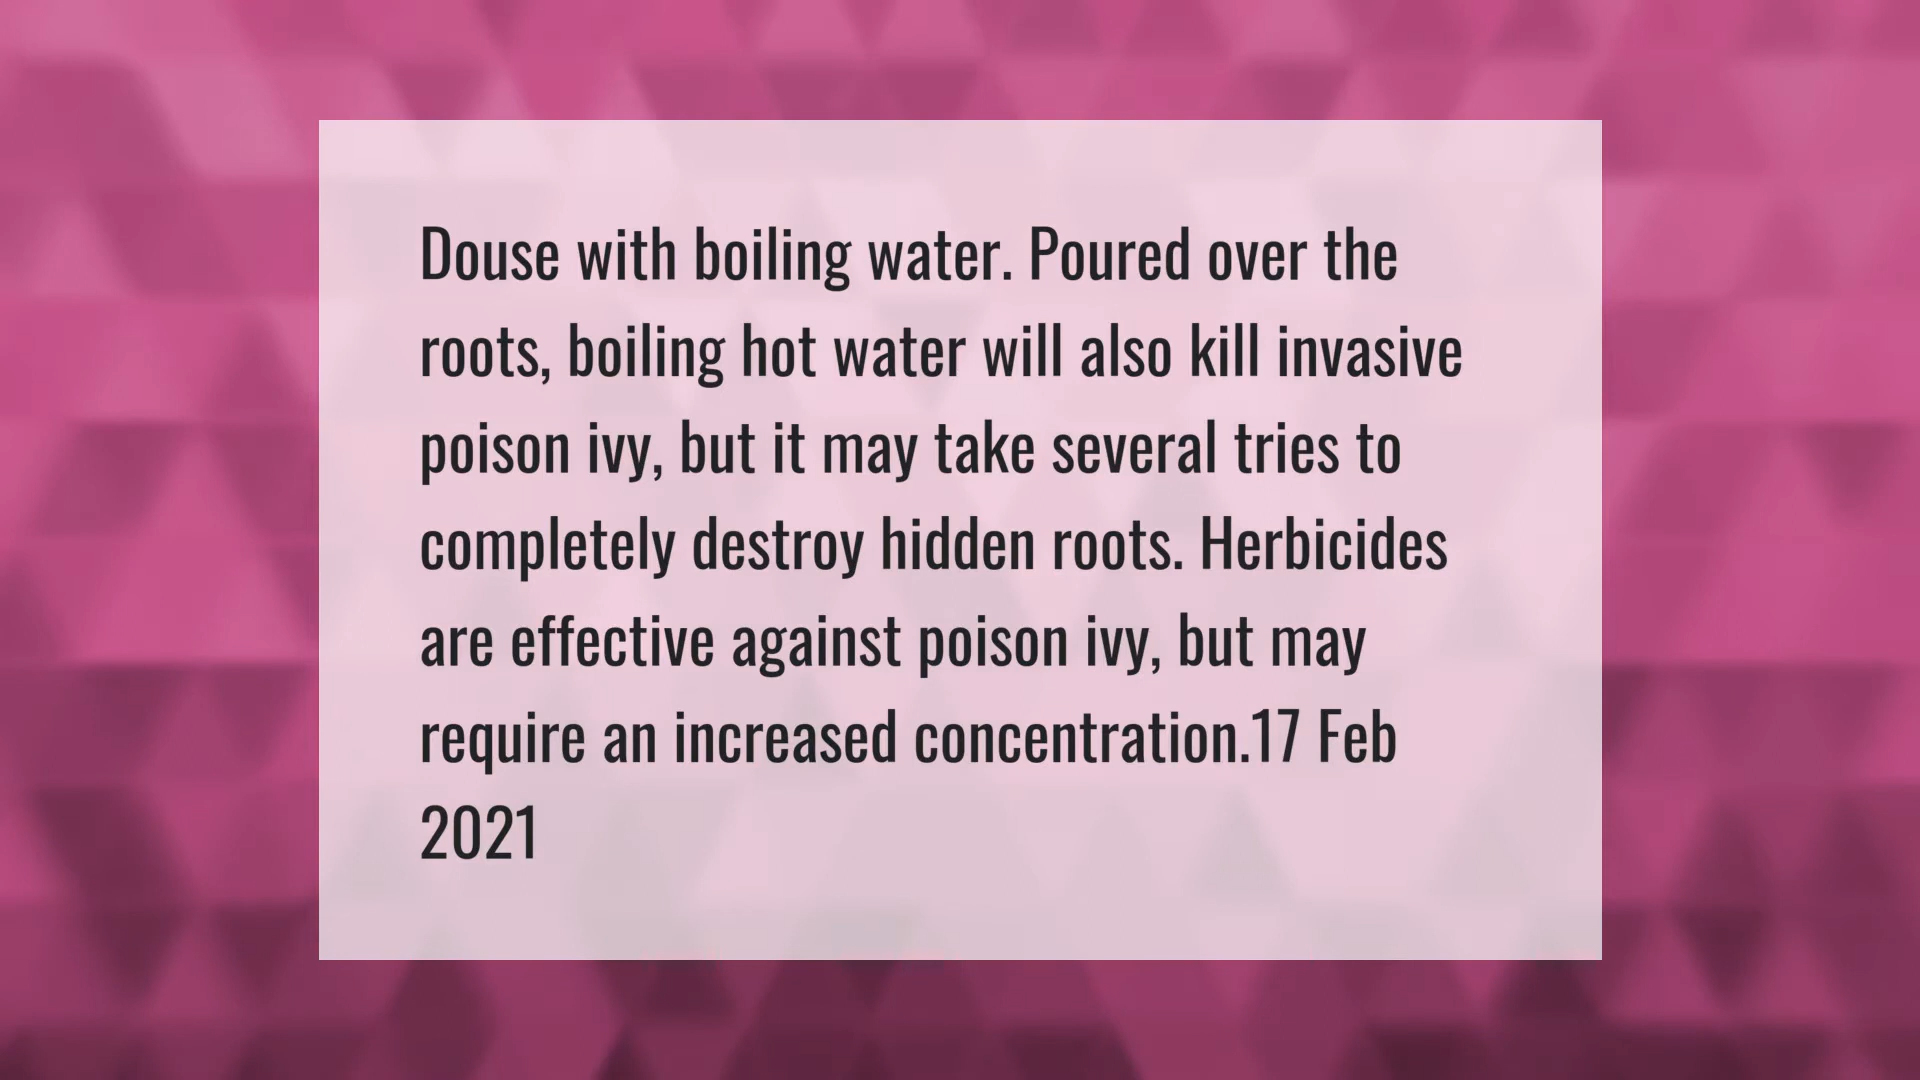 Douse with boiling water. Poured over the
roots, boiling hot water will also kill invasive
poison ivy, but it may take several tries to
completely destroy hidden roots. Herbicides
are effective against poison ivy, but may
require an increased concentration.17 Feb
2021